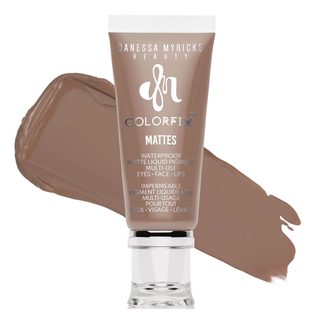 DANESSA MYRICKS
BEAUTY
COLORFIX
MATTES
WATERPROOF
MATTE LIQUID PIGMENT
MULTI-USE
EYES • FACE • LIPS
IMPERMÉABLE
PIGMENT LIQUIDE MAT
MULTI-USAGE
POUR TOUT
YEUX • VISAGE • LÈVRES